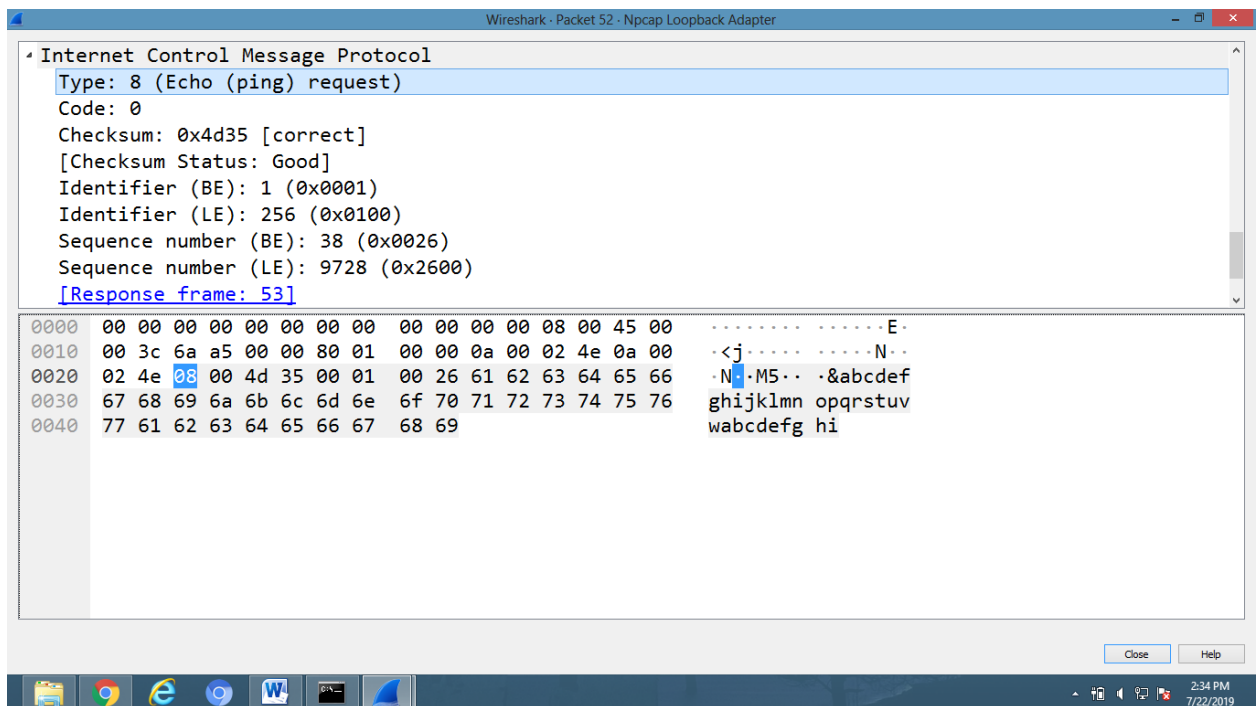 Wireshark · Packet 52 · Npcap Loopback Adapter
Internet Control Message Protocol
Type: 8 (Echo (ping) request)
Code: 0
Checksum: 0x4d35 [correct]
[Checksum Status: Good]
Identifier (BE): 1 (0x0001)
Identifier (LE): 256 (0x0100)
Sequence number (BE): 38 (0x0026)
Sequence number (LE): 9728 (0x2600)
[Response frame: 53]
0000 00 00 00 00 00 00 00 00 00 00 00 00 08 00 45 00 ········ ······E·
0010 00 3c 6a a5 00 00 80 01 00 00 0a 00 02 4e 0a 00 ·<j····· ·····N··
0020 02 4e 08 00 4d 35 00 01 00 26 61 62 63 64 65 66 ·N··M5·· ·&abcdef
0030 67 68 69 6a 6b 6c 6d 6e 6f 70 71 72 73 74 75 76 ghijklmn opqrstuv
0040 77 61 62 63 64 65 66 67 68 69 wabcdefg hi
Close Help
2:34 PM
7/22/2019